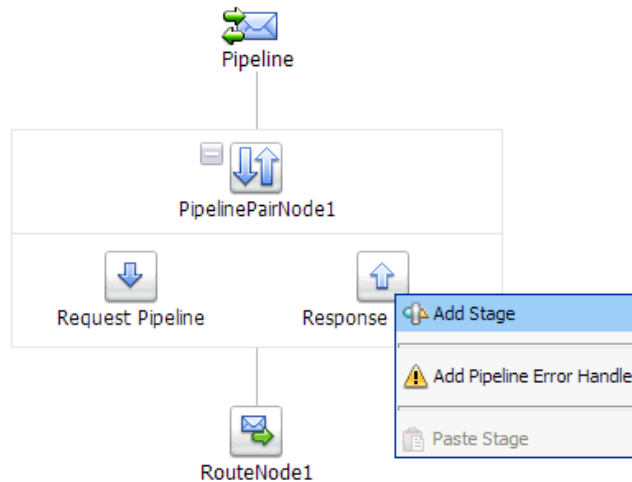 Pipeline
PipelinePairNode1
Request Pipeline
Response
Add Stage
Add Pipeline Error Handle
Paste Stage
RouteNode1